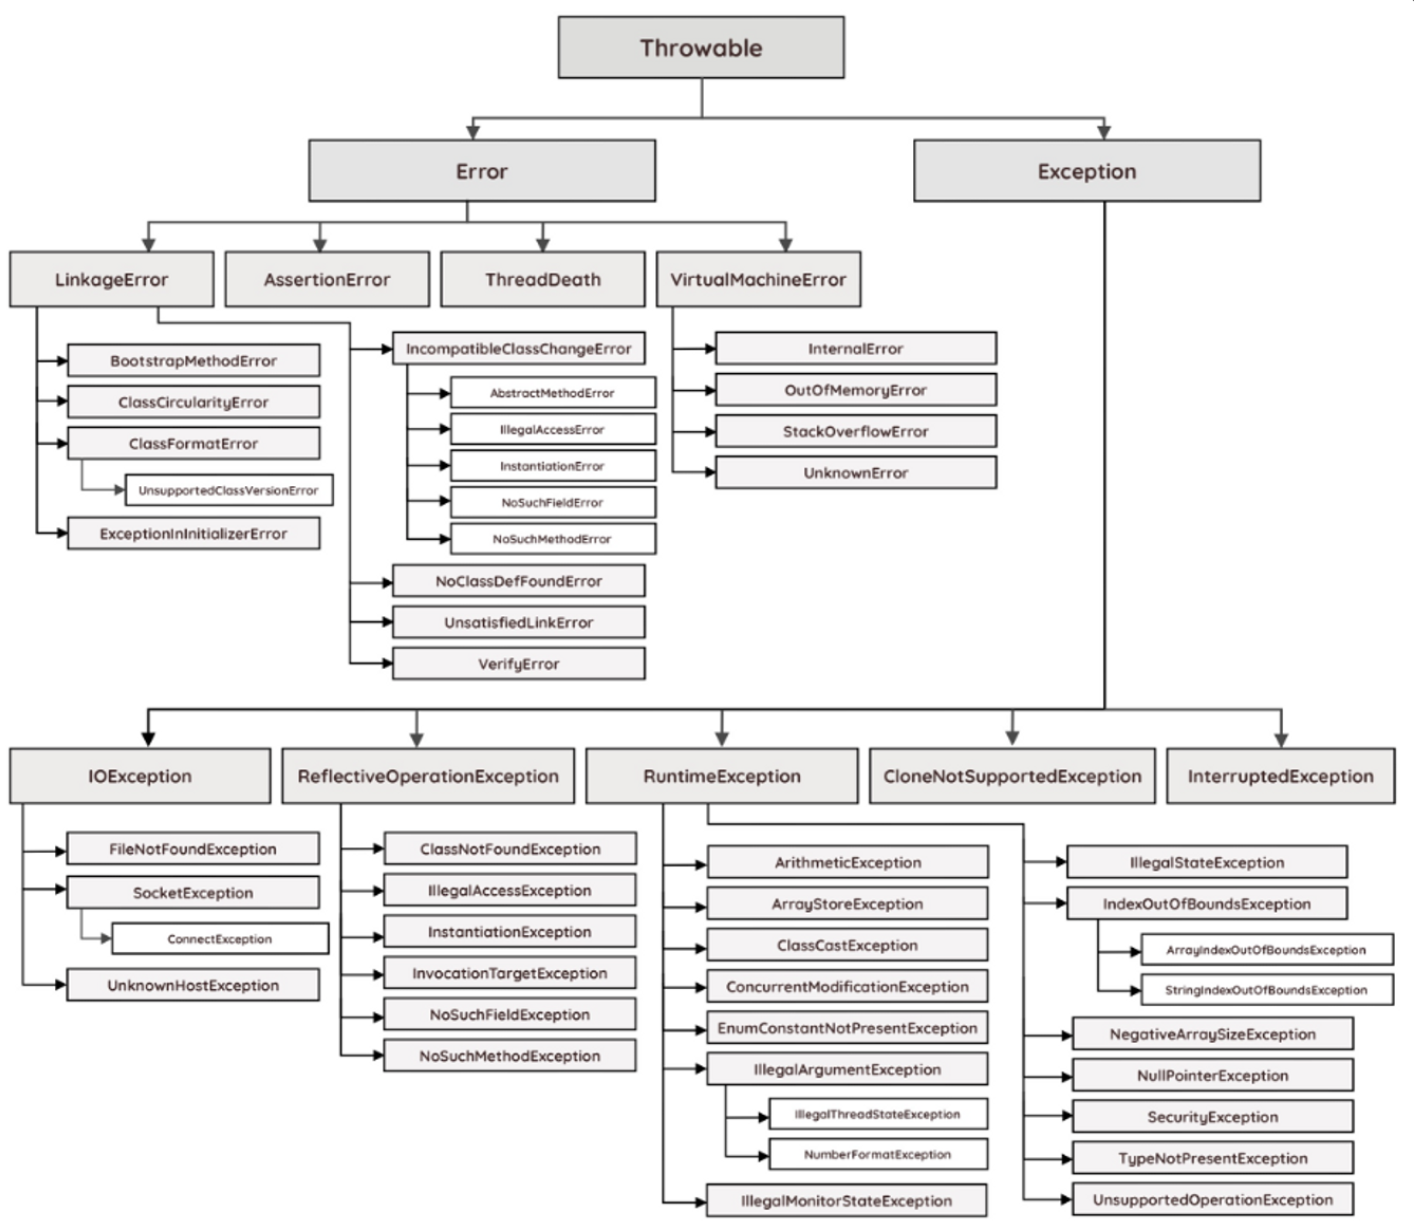 Throwable
Error
Exception
LinkageError
AssertionError
ThreadDeath
VirtualMachineError
BootstrapMethodError
ClassCircularityError
ClassFormatError
UnsupportedClassVersionError
ExceptionInInitializerError
IncompatibleClassChangeError
AbstractMethodError
IllegalAccessError
InstantiationError
NoSuchFieldError
NoSuchMethodError
NoClassDefFoundError
UnsatisfiedLinkError
VerifyError
InternalError
OutOfMemoryError
StackOverflowError
UnknownError
IOException
ReflectiveOperationException
RuntimeException
CloneNotSupportedException
InterruptedException
FileNotFoundException
SocketException
ConnectException
UnknownHostException
ClassNotFoundException
IllegalAccessException
InstantiationException
InvocationTargetException
NoSuchFieldException
NoSuchMethodException
ArithmeticException
ArrayStoreException
ClassCastException
ConcurrentModificationException
EnumConstantNotPresentException
IllegalArgumentException
IllegalThreadStateException
NumberFormatException
IllegalMonitorStateException
IllegalStateException
IndexOutOfBoundsException
ArrayIndexOutOfBoundsException
StringIndexOutOfBoundsException
NegativeArraySizeException
NullPointerException
SecurityException
TypeNotPresentException
UnsupportedOperationException